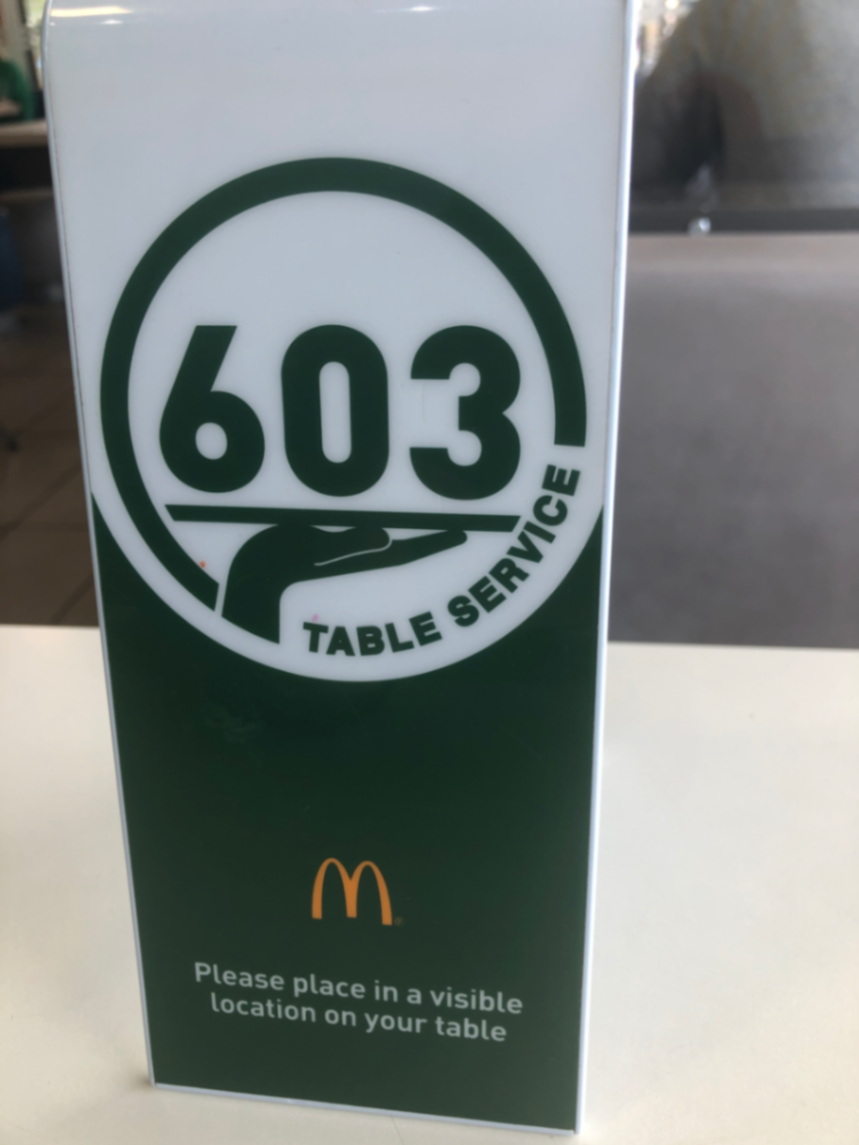 603
TABLE SERVICE
Please place in a visible
location on your table